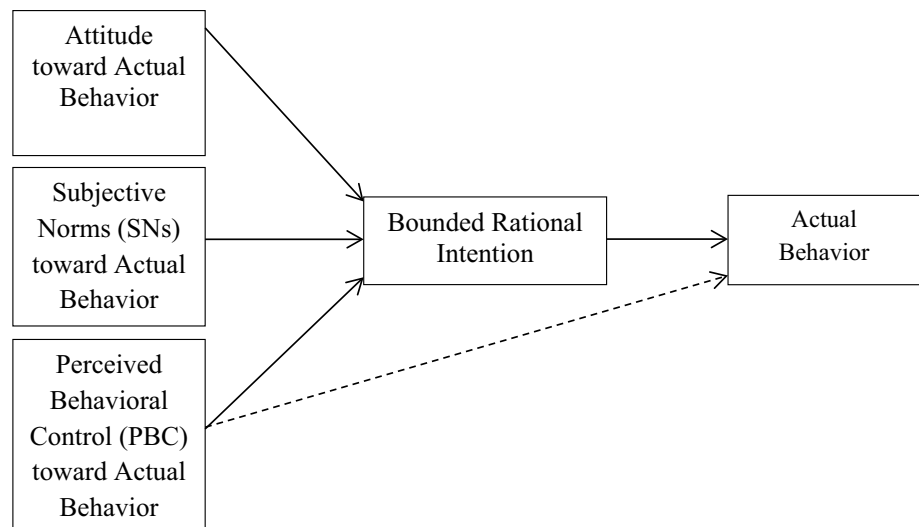 Attitude
toward Actual
Behavior
Subjective
Norms (SNs)
toward Actual
Behavior
Perceived
Behavioral
Control (PBC)
toward Actual
Behavior
Bounded Rational
Intention
Actual
Behavior